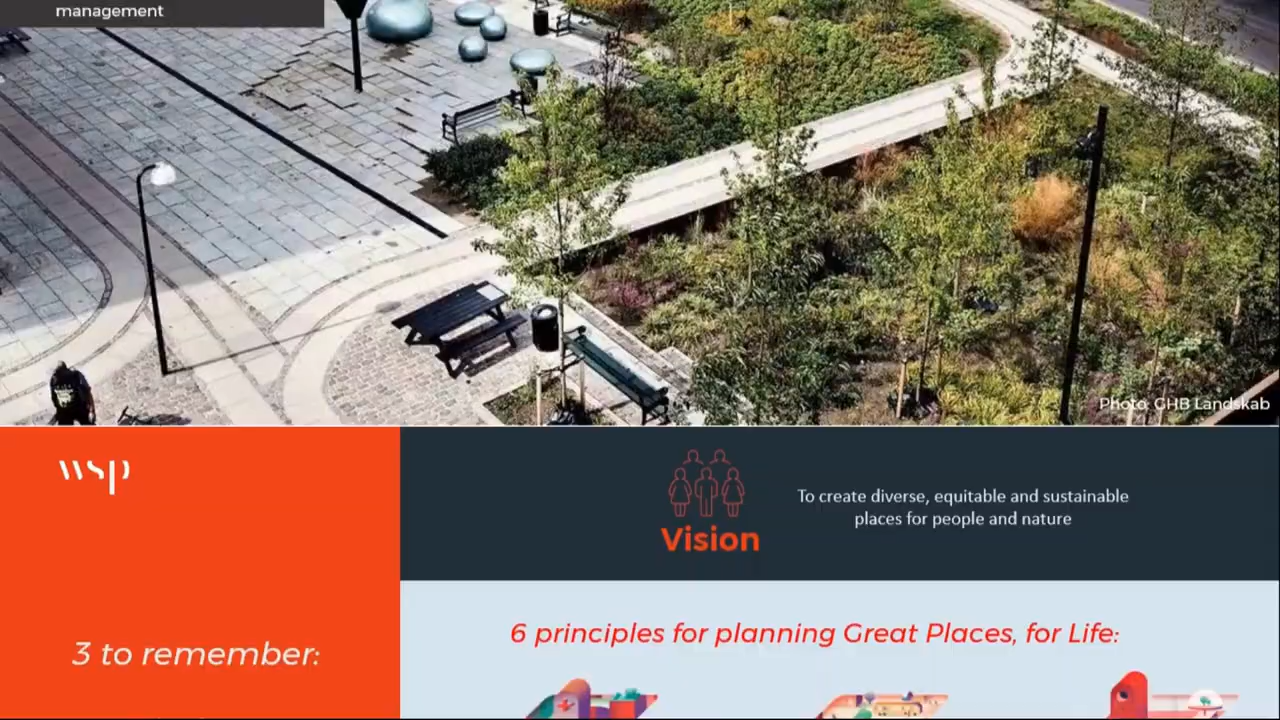 management
Photo: GHB Landskab
wsp
Vision
To create diverse, equitable and sustainable
places for people and nature
3 to remember:
6 principles for planning Great Places, for Life: